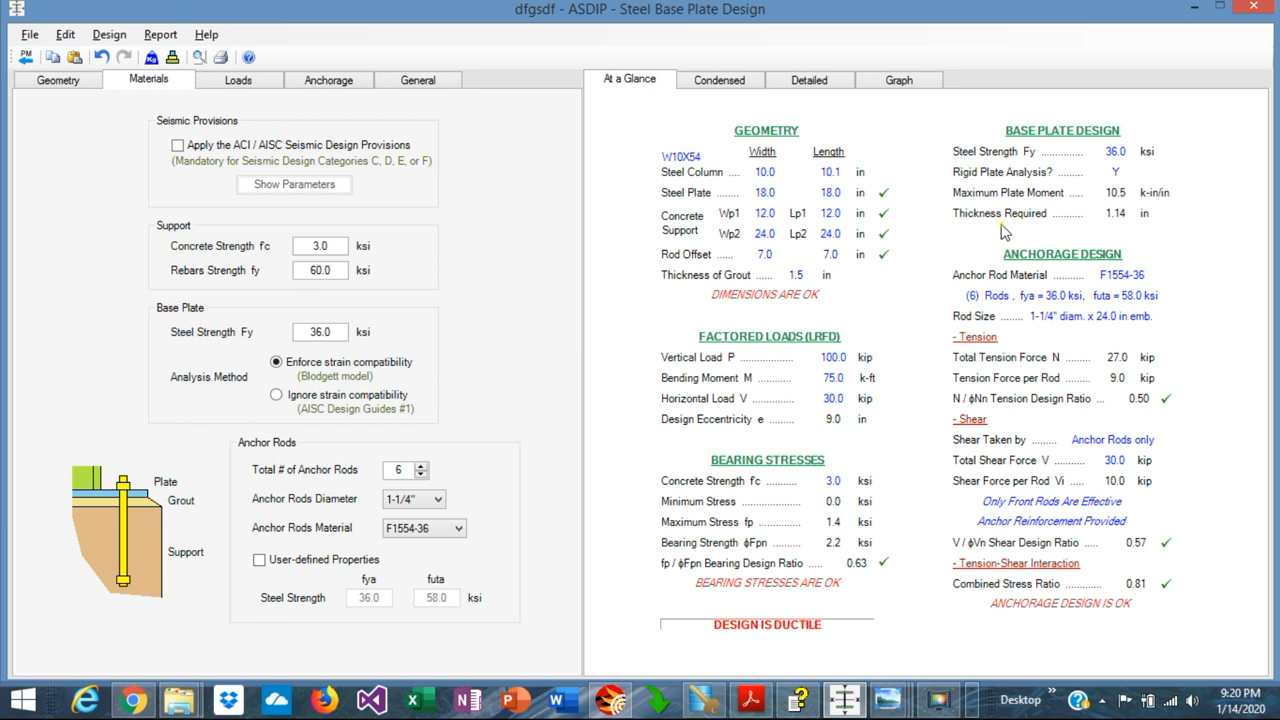 dfgsdf - ASDIP - Steel Base Plate Design
File Edit Design Report Help
PM
Kg
Geometry Materials Loads Anchorage General
Seismic Provisions
Apply the ACI / AISC Seismic Design Provisions
(Mandatory for Seismic Design Categories C, D, E, or F)
Show Parameters
Support
Concrete Strength f'c 3.0 ksi
Rebars Strength fy 60.0 ksi
Base Plate
Steel Strength Fy 36.0 ksi
Analysis Method
Enforce strain compatibility
(Blodgett model)
Ignore strain compatibility
(AISC Design Guides #1)
Anchor Rods
Total # of Anchor Rods 6
Anchor Rods Diameter 1-1/4"
Anchor Rods Material F1554-36
User-defined Properties
fya futa
Steel Strength 36.0 58.0 ksi
Plate
Grout
Support
At a Glance Condensed Detailed Graph
GEOMETRY
W10X54 Width Length
Steel Column .... 10.0 10.1 in
Steel Plate ........ 18.0 18.0 in ✓
Concrete Support
Wp1 12.0 Lp1 12.0 in ✓
Wp2 24.0 Lp2 24.0 in ✓
Rod Offset ...... 7.0 7.0 in ✓
Thickness of Grout ...... 1.5 in
DIMENSIONS ARE OK
FACTORED LOADS (LRFD)
Vertical Load P ................... 100.0 kip
Bending Moment M ............ 75.0 k-ft
Horizontal Load V .............. 30.0 kip
Design Eccentricity e ......... 9.0 in
BEARING STRESSES
Concrete Strength f'c ......... 3.0 ksi
Minimum Stress ................. 0.0 ksi
Maximum Stress fp ............. 1.4 ksi
Bearing Strength ϕFpn .......... 2.2 ksi
fp / ϕFpn Bearing Design Ratio ..... 0.63 ✓
BEARING STRESSES ARE OK
DESIGN IS DUCTILE
BASE PLATE DESIGN
Steel Strength Fy .............. 36.0 ksi
Rigid Plate Analysis? ........ Y
Maximum Plate Moment .... 10.5 k-in/in
Thickness Required .......... 1.14 in
ANCHORAGE DESIGN
Anchor Rod Material .......... F1554-36
(6) Rods , fya = 36.0 ksi, futa = 58.0 ksi
Rod Size ........ 1-1/4" diam. x 24.0 in emb.
- Tension
Total Tension Force N ........ 27.0 kip
Tension Force per Rod ...... 9.0 kip
N / ϕNn Tension Design Ratio ... 0.50 ✓
- Shear
Shear Taken by ........ Anchor Rods only
Total Shear Force V .......... 30.0 kip
Shear Force per Rod Vi ..... 10.0 kip
Only Front Rods Are Effective
Anchor Reinforcement Provided
V / ϕVn Shear Design Ratio ..... 0.57 ✓
- Tension-Shear Interaction
Combined Stress Ratio ........ 0.81 ✓
ANCHORAGE DESIGN IS OK
Desktop
9:20 PM
1/14/2020